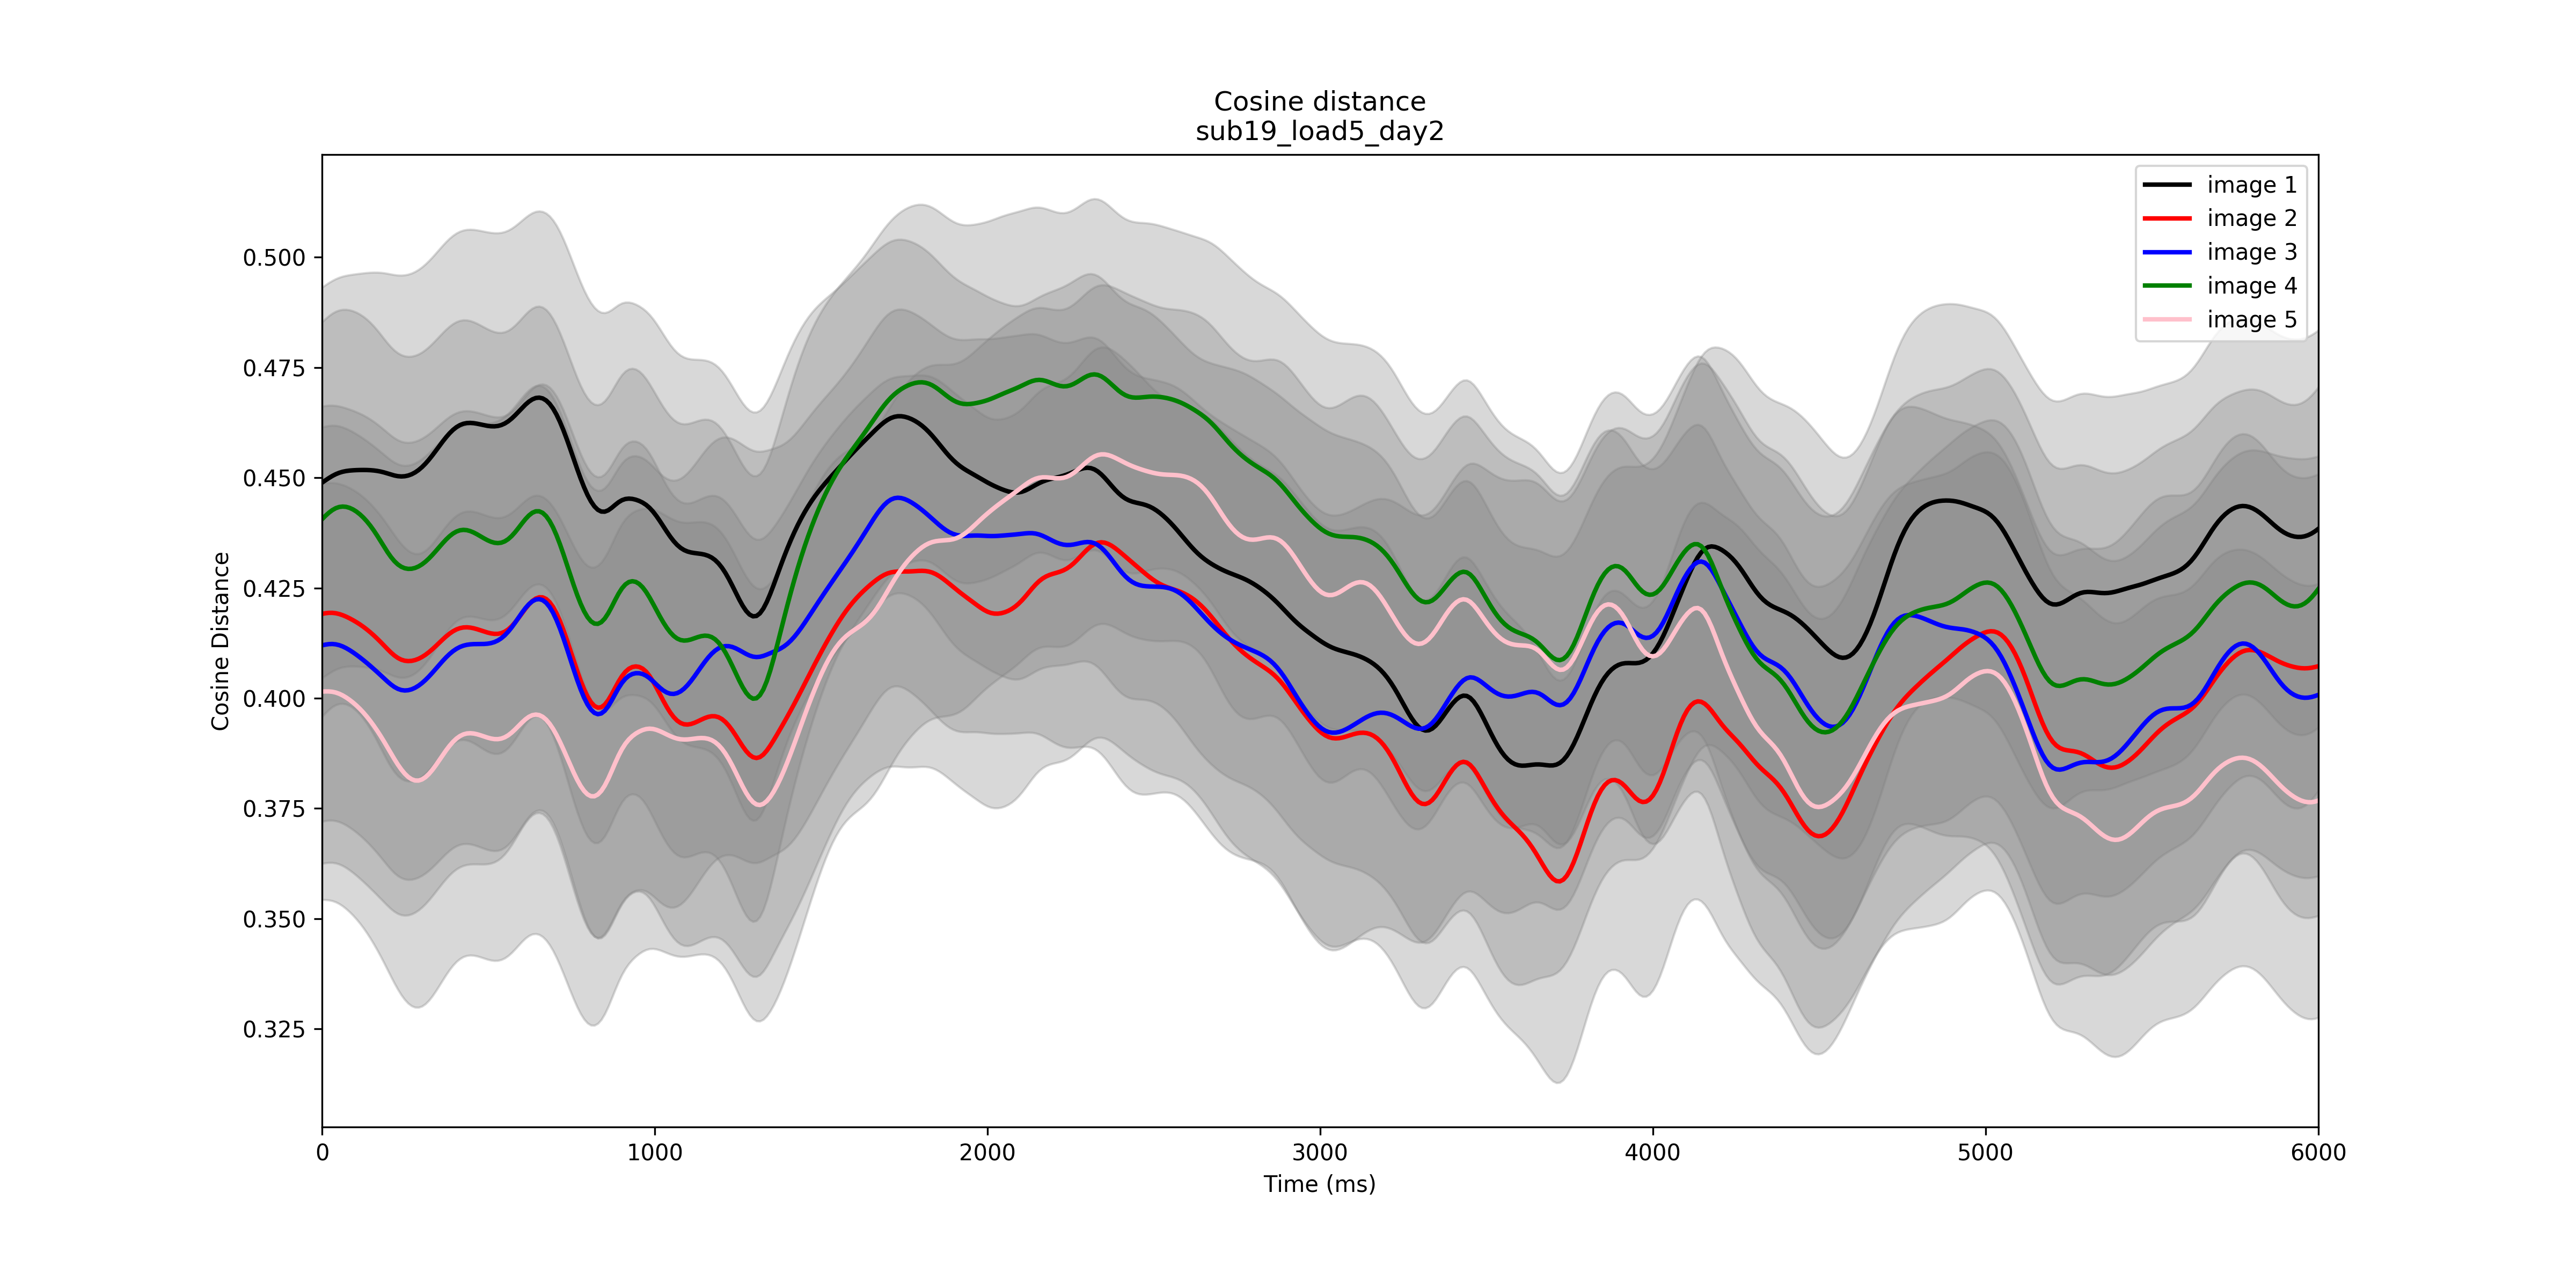 Cosine distance
sub19_load5_day2
image 1
image 2
image 3
image 4
image 5
0.500
0.475
0.450
0.425
0.400
0.375
0.350
0.325
Cosine Distance
0 1000 2000 3000 4000 5000 6000
Time (ms)